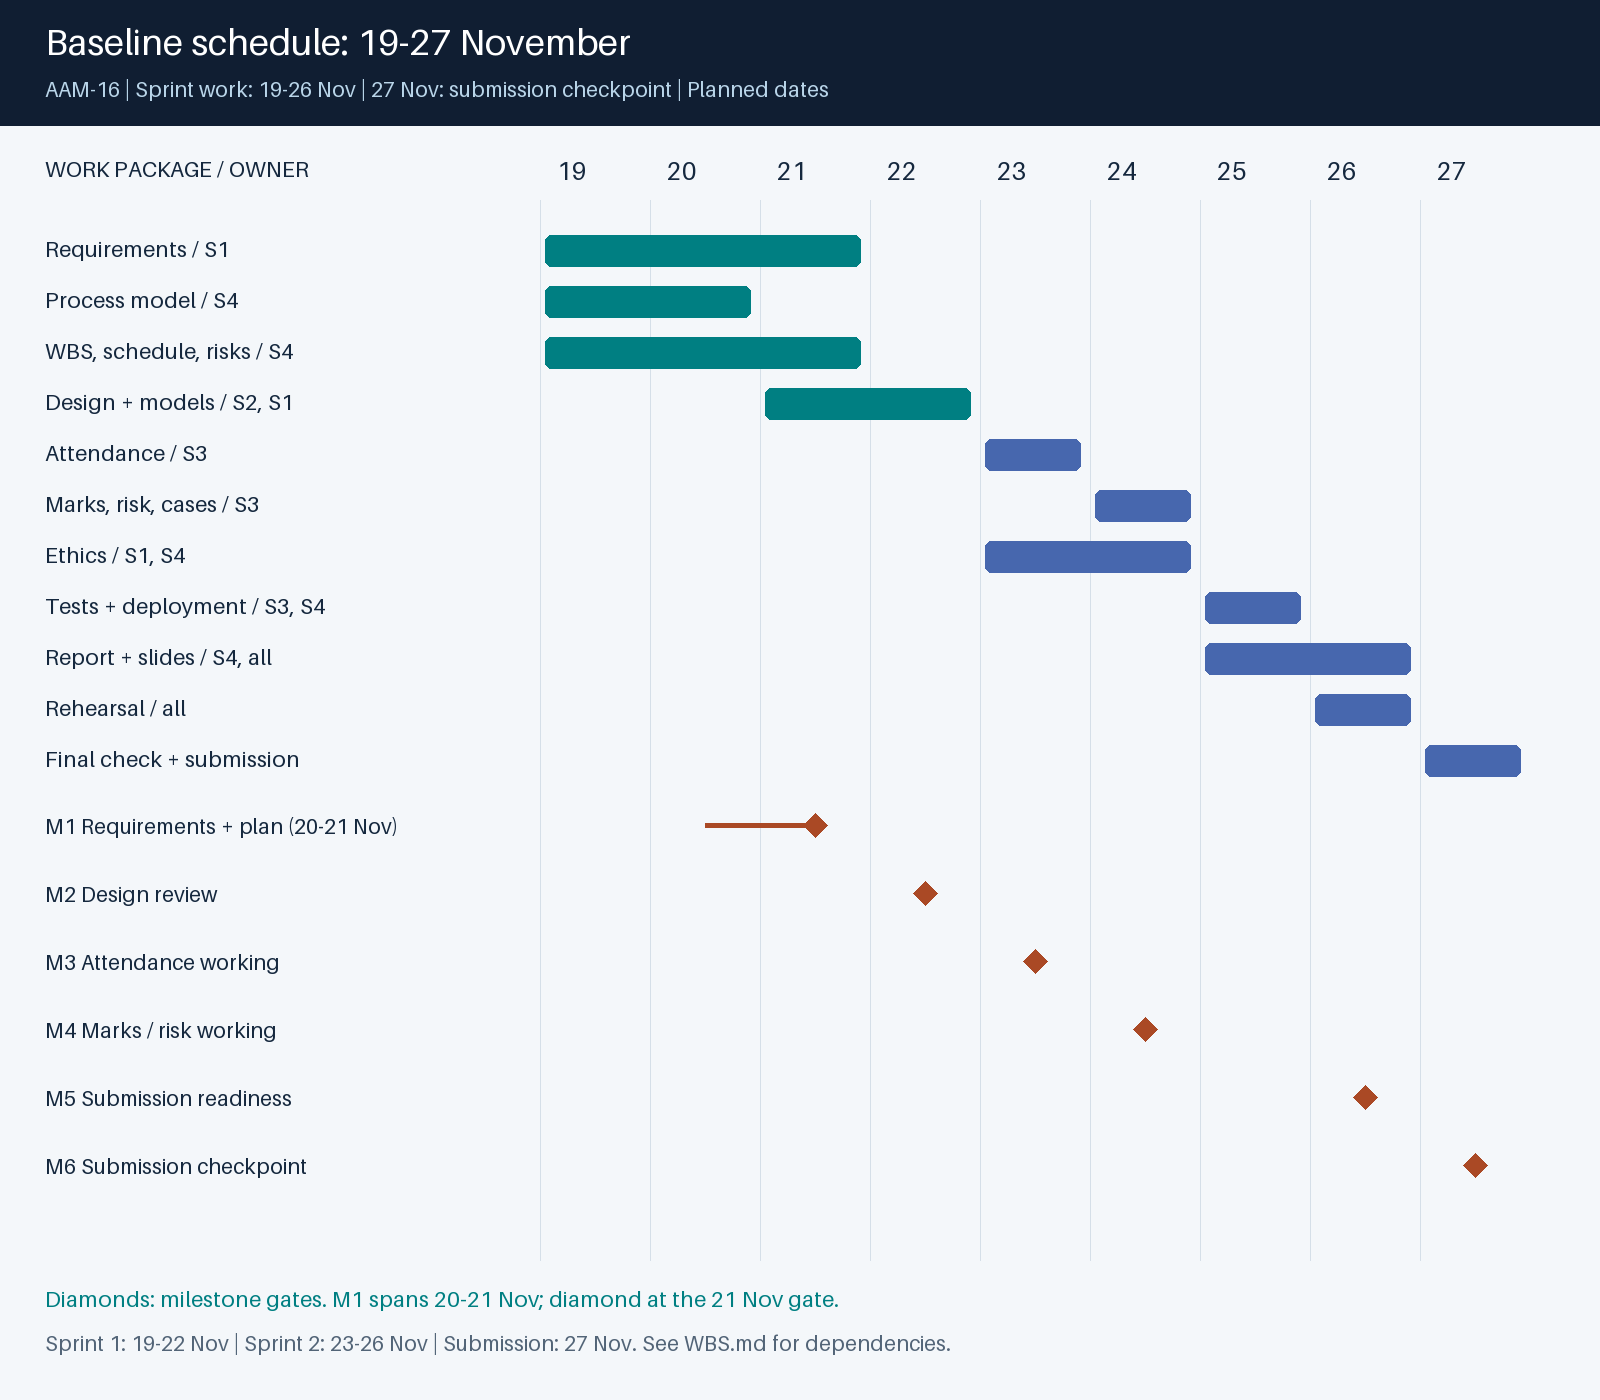 Baseline schedule: 19-27 November
AAM-16 | Sprint work: 19-26 Nov | 27 Nov: submission checkpoint | Planned dates
WORK PACKAGE / OWNER 19 20 21 22 23 24 25 26 27
Requirements / S1
Process model / S4
WBS, schedule, risks / S4
Design + models / S2, S1
Attendance / S3
Marks, risk, cases / S3
Ethics / S1, S4
Tests + deployment / S3, S4
Report + slides / S4, all
Rehearsal / all
Final check + submission
M1 Requirements + plan (20-21 Nov)
M2 Design review
M3 Attendance working
M4 Marks / risk working
M5 Submission readiness
M6 Submission checkpoint
Diamonds: milestone gates. M1 spans 20-21 Nov; diamond at the 21 Nov gate.
Sprint 1: 19-22 Nov | Sprint 2: 23-26 Nov | Submission: 27 Nov. See WBS.md for dependencies.